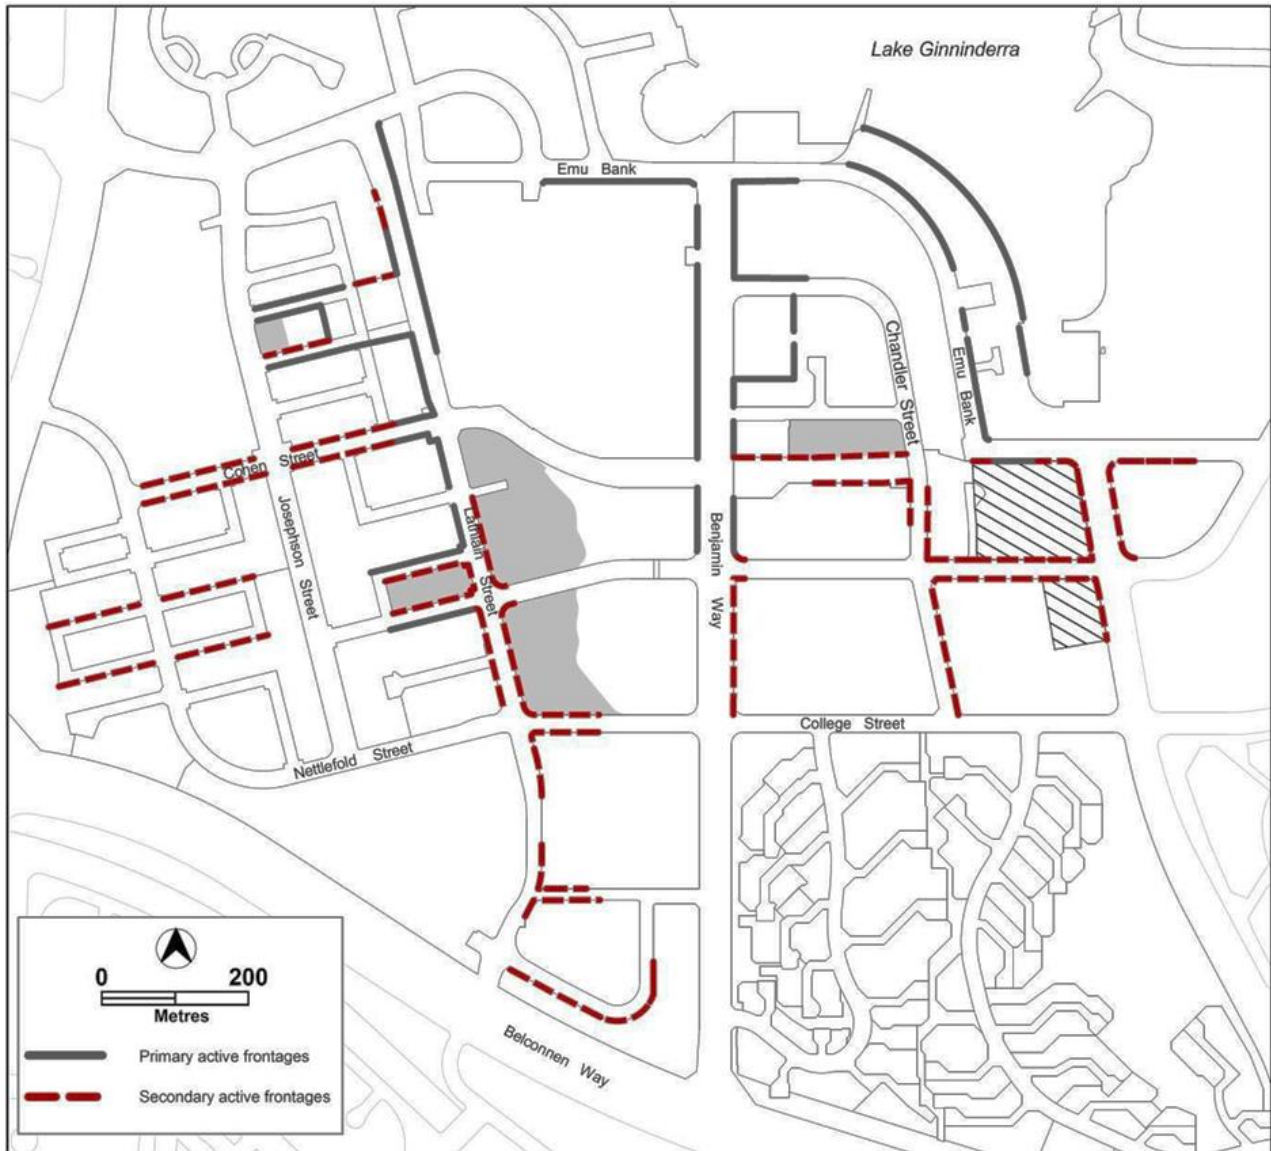 Lake Ginninderra
Emu Bank
Chandler Street
Emu Bank
Cohen Street
Josephson Street
Lathlain Street
Benjamin Way
College Street
Nettlefold Street
0 200
Metres
Belconnen Way
Primary active frontages
Secondary active frontages